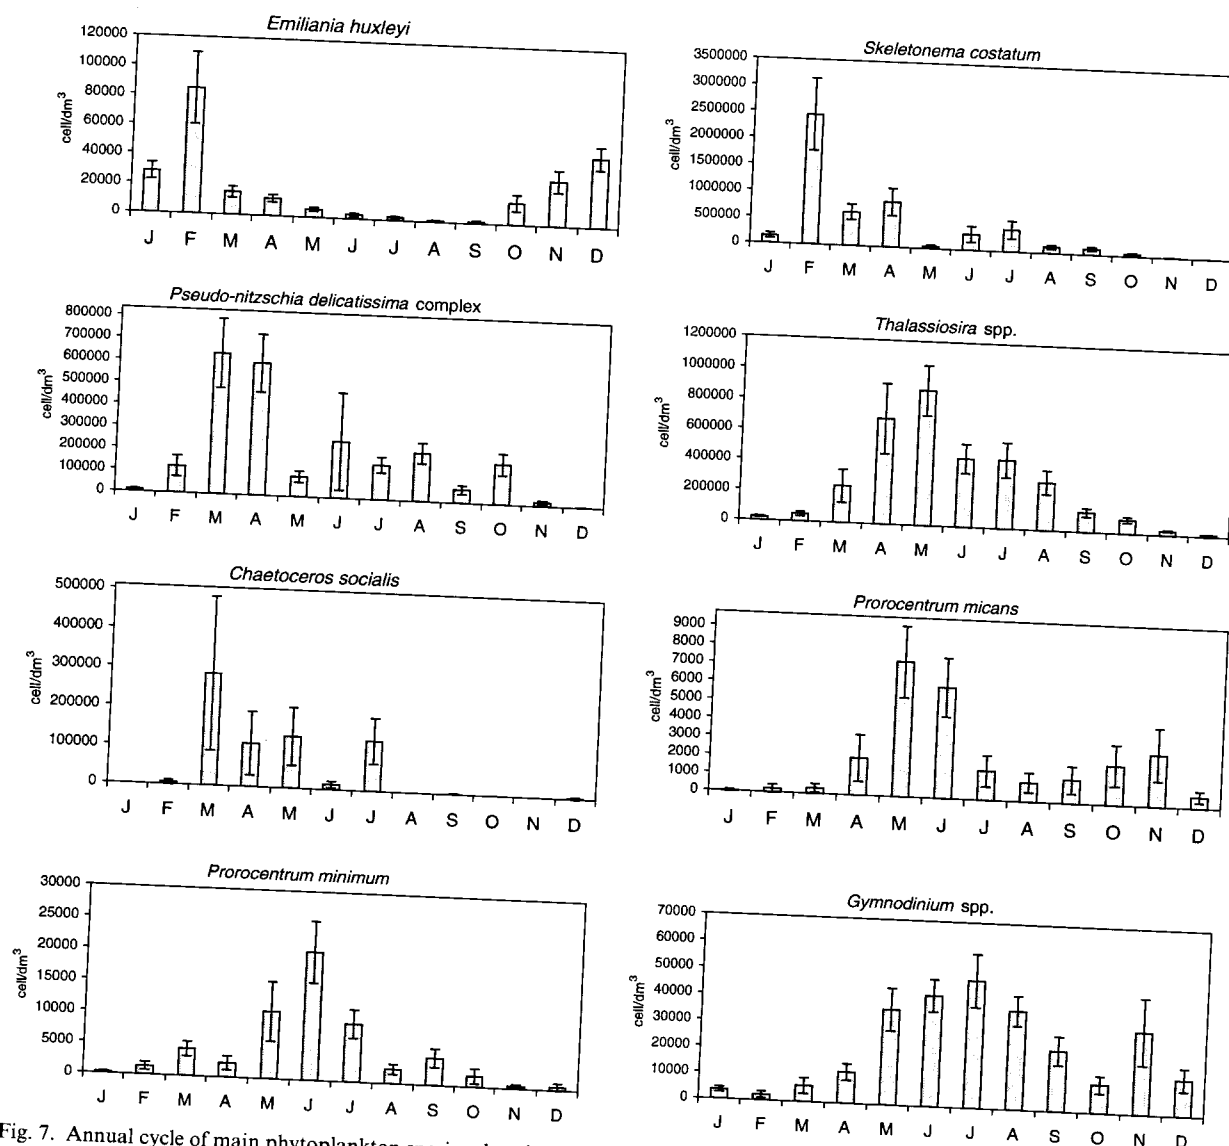 Emiliania huxleyi
120000
100000
80000
60000
40000
20000
0
cell/dm³
J F M A M J J A S O N D
Skeletonema costatum
3500000
3000000
2500000
2000000
1500000
1000000
500000
0
cell/dm³
J F M A M J J A S O N D
Pseudo-nitzschia delicatissima complex
800000
700000
600000
500000
400000
300000
200000
100000
0
cell/dm³
J F M A M J J A S O N D
Thalassiosira spp.
1200000
1000000
800000
600000
400000
200000
0
cell/dm³
J F M A M J J A S O N D
Chaetoceros socialis
500000
400000
300000
200000
100000
0
cell/dm³
J F M A M J J A S O N D
Prorocentrum micans
9000
8000
7000
6000
5000
4000
3000
2000
1000
0
cell/dm³
J F M A M J J A S O N D
Prorocentrum minimum
30000
25000
20000
15000
10000
5000
0
cell/dm³
J F M A M J J A S O N D
Gymnodinium spp.
70000
60000
50000
40000
30000
20000
10000
0
cell/dm³
J F M A M J J A S O N D
Fig. 7. Annual cycle of main phytoplankton